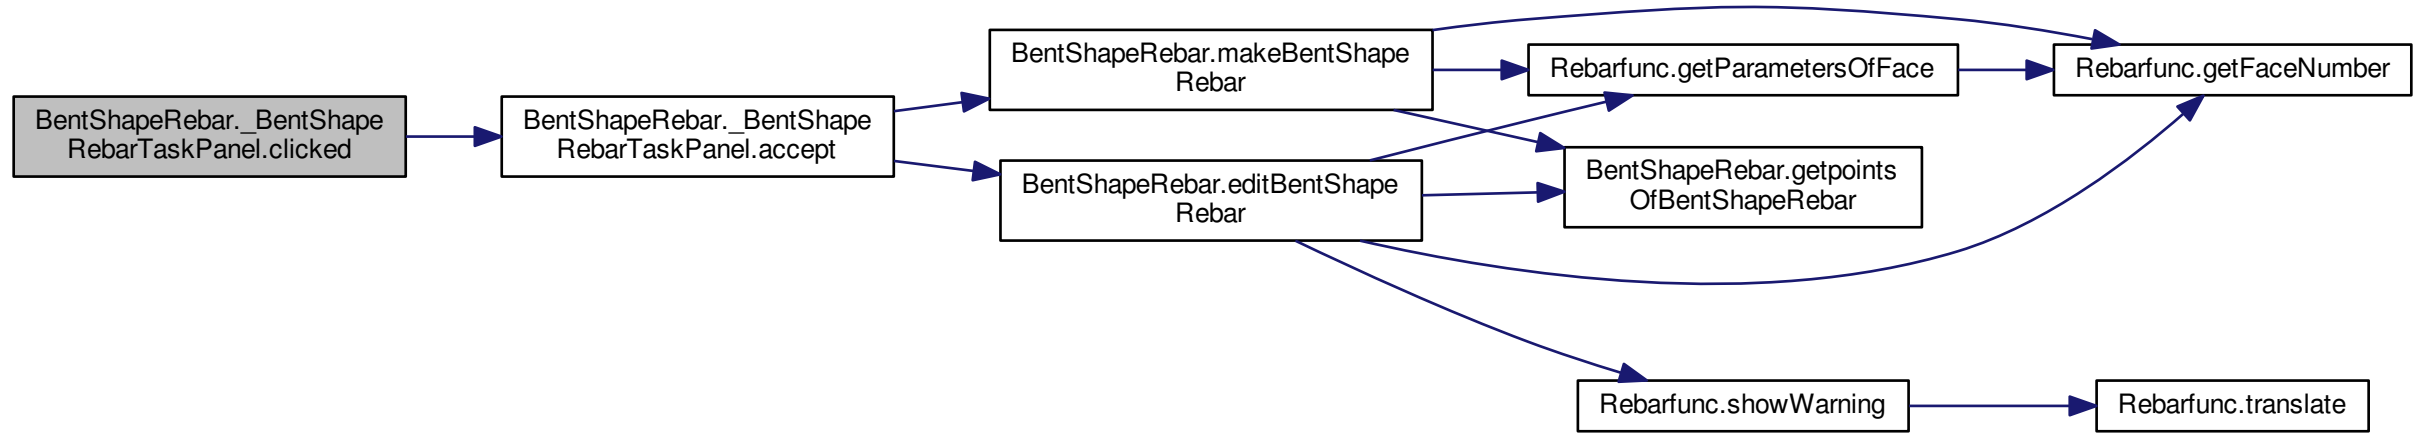 BentShapeRebar._BentShape
RebarTaskPanel.clicked
BentShapeRebar._BentShape
RebarTaskPanel.accept
BentShapeRebar.makeBentShape
Rebar
BentShapeRebar.editBentShape
Rebar
Rebarfunc.getParametersOfFace
BentShapeRebar.getpoints
OfBentShapeRebar
Rebarfunc.showWarning
Rebarfunc.getFaceNumber
Rebarfunc.translate